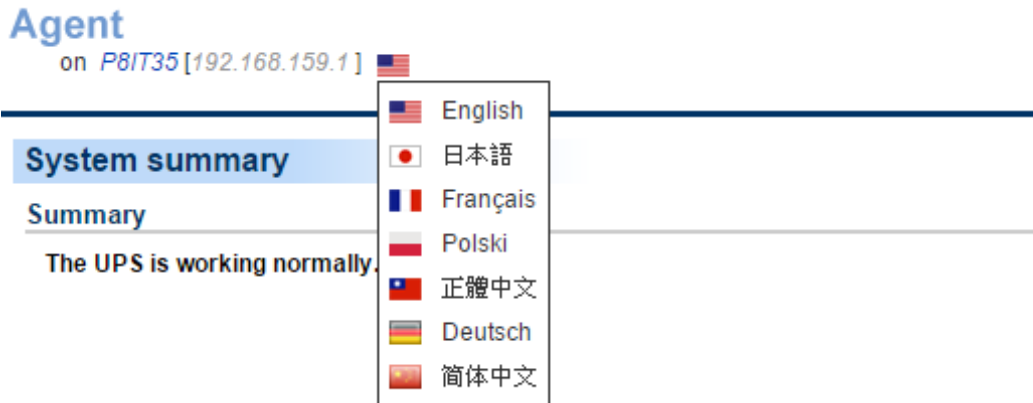 Agent
on P8IT35 [192.168.159.1]
English
日本語
System summary
Français
Summary
Polski
The UPS is working normally.
正體中文
Deutsch
简体中文